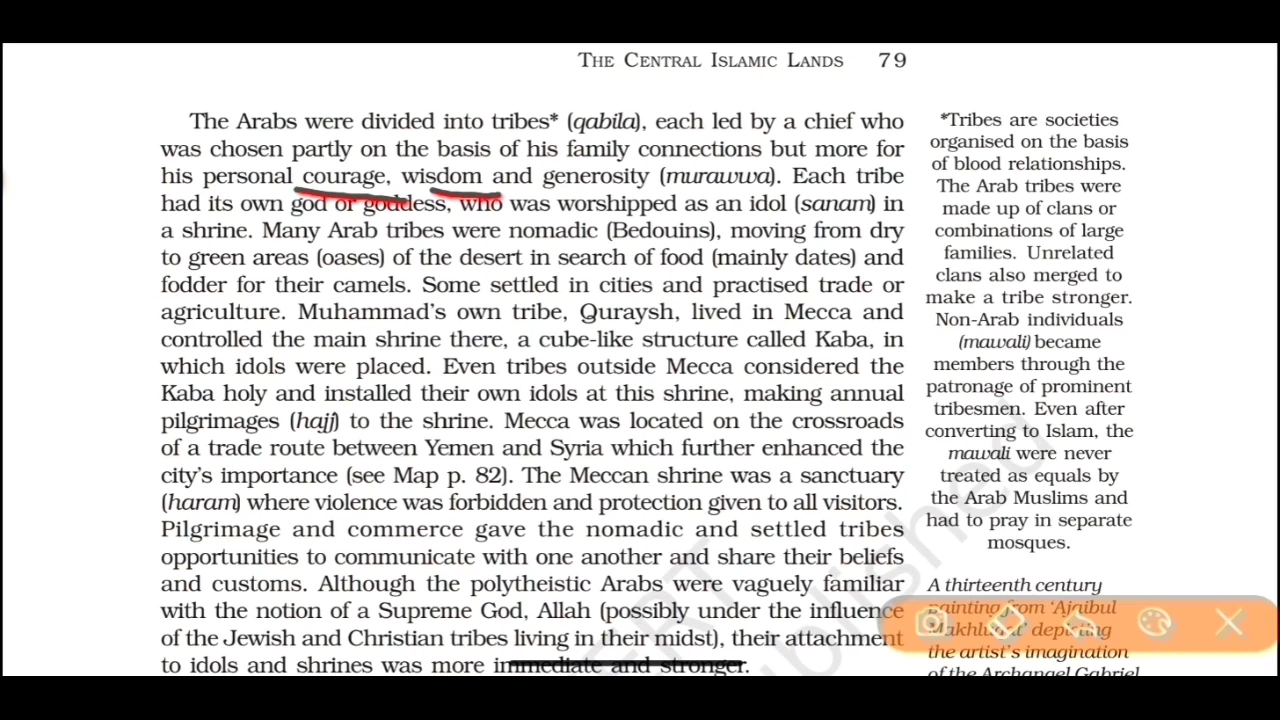 THE CENTRAL ISLAMIC LANDS 79
The Arabs were divided into tribes* (qabila), each led by a chief who
was chosen partly on the basis of his family connections but more for
his personal courage, wisdom and generosity (murawwa). Each tribe
had its own god or goddess, who was worshipped as an idol (sanam) in
a shrine. Many Arab tribes were nomadic (Bedouins), moving from dry
to green areas (oases) of the desert in search of food (mainly dates) and
fodder for their camels. Some settled in cities and practised trade or
agriculture. Muhammad's own tribe, Quraysh, lived in Mecca and
controlled the main shrine there, a cube-like structure called Kaba, in
which idols were placed. Even tribes outside Mecca considered the
Kaba holy and installed their own idols at this shrine, making annual
pilgrimages (hajj) to the shrine. Mecca was located on the crossroads
of a trade route between Yemen and Syria which further enhanced the
city's importance (see Map p. 82). The Meccan shrine was a sanctuary
(haram) where violence was forbidden and protection given to all visitors.
Pilgrimage and commerce gave the nomadic and settled tribes
opportunities to communicate with one another and share their beliefs
and customs. Although the polytheistic Arabs were vaguely familiar
with the notion of a Supreme God, Allah (possibly under the influence
of the Jewish and Christian tribes living in their midst), their attachment
to idols and shrines was more immediate and stronger.
*Tribes are societies
organised on the basis
of blood relationships.
The Arab tribes were
made up of clans or
combinations of large
families. Unrelated
clans also merged to
make a tribe stronger.
Non-Arab individuals
(mawali) became
members through the
patronage of prominent
tribesmen. Even after
converting to Islam, the
mawali were never
treated as equals by
the Arab Muslims and
had to pray in separate
mosques.
A thirteenth century
painting from 'Ajaibul
Makhluqat' depicting
the artist's imagination
of the Archangel Gabriel